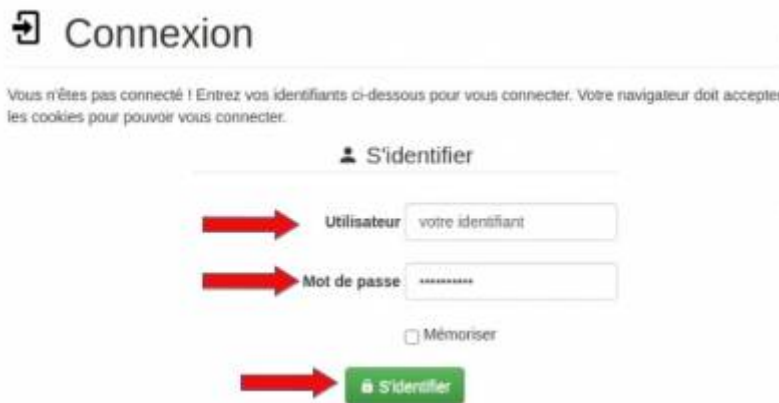 Connexion
Vous n'êtes pas connecté ! Entrez vos identifiants ci-dessous pour vous connecter. Votre navigateur doit accepter
les cookies pour pouvoir vous connecter.
S'identifier
Utilisateur votre identifiant
Mot de passe ••••••••••
Mémoriser
S'identifier